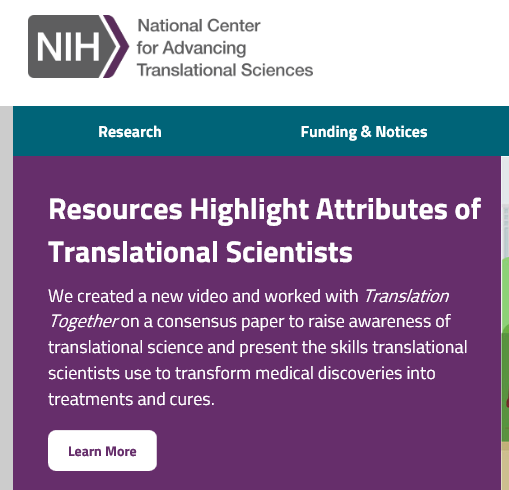 NIH
National Center
for Advancing
Translational Sciences
Research
Funding & Notices
Resources Highlight Attributes of
Translational Scientists
We created a new video and worked with Translation
Together on a consensus paper to raise awareness of
translational science and present the skills translational
scientists use to transform medical discoveries into
treatments and cures.
Learn More